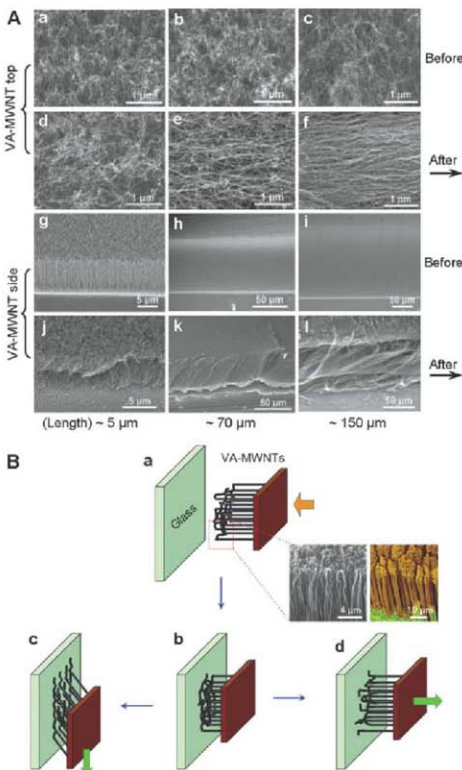 A
a b c
Before
VA-MWNT top
1 μm 1 μm 1 μm
d e f
After
1 μm 1 μm 1 μm
g h i
Before
VA-MWNT side
5 μm 50 μm 50 μm
j k l
After
5 μm 50 μm 50 μm
(Length) ~ 5 μm ~ 70 μm ~ 150 μm
B
a
VA-MWNTs
Glass
4 μm 10 μm
c b d